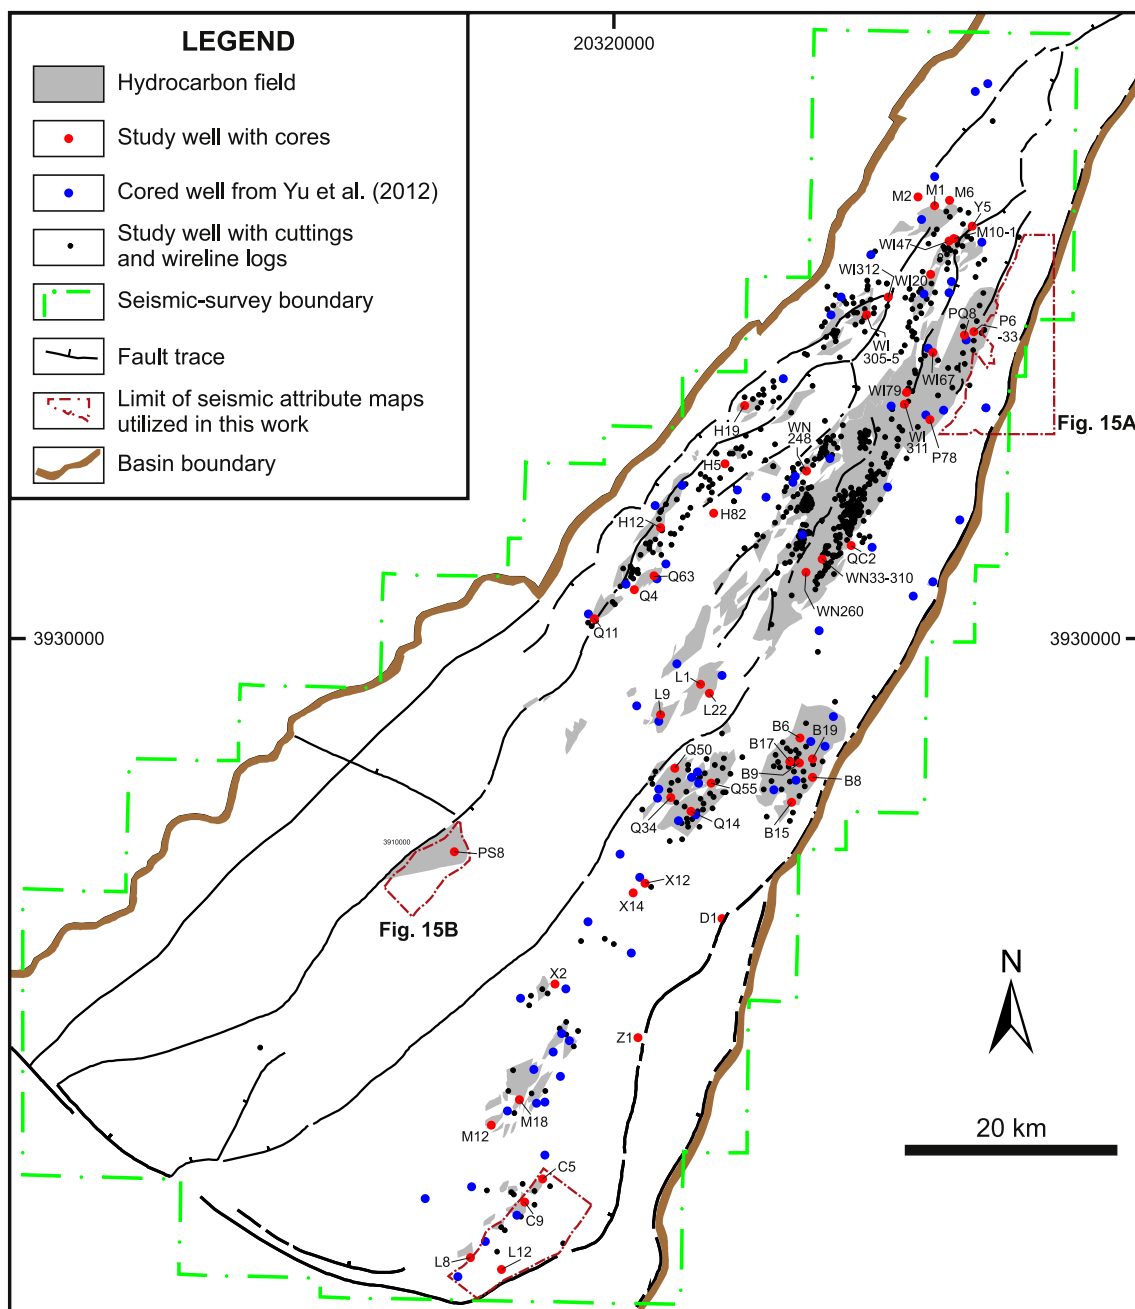 LEGEND
Hydrocarbon field
Study well with cores
Cored well from Yu et al. (2012)
Study well with cuttings
and wireline logs
Seismic-survey boundary
Fault trace
Limit of seismic attribute maps
utilized in this work
Basin boundary
20320000
M2
M1
M6
Y5
M10-1
WI47
WI312
WI20
PQ8
P6
-33
WI
305-5
WI67
WI79
Fig. 15A
H19
WN
248
WI
311
P78
H5
H82
H12
QC2
Q63
WN33-310
Q4
WN260
Q11
3930000
3930000
L1
L9
L22
B6
B19
B17
Q50
B9
B8
Q55
Q34
Q14
B15
3910000
PS8
X12
X14
D1
Fig. 15B
X2
N
Z1
M18
M12
20 km
C5
C9
L8
L12